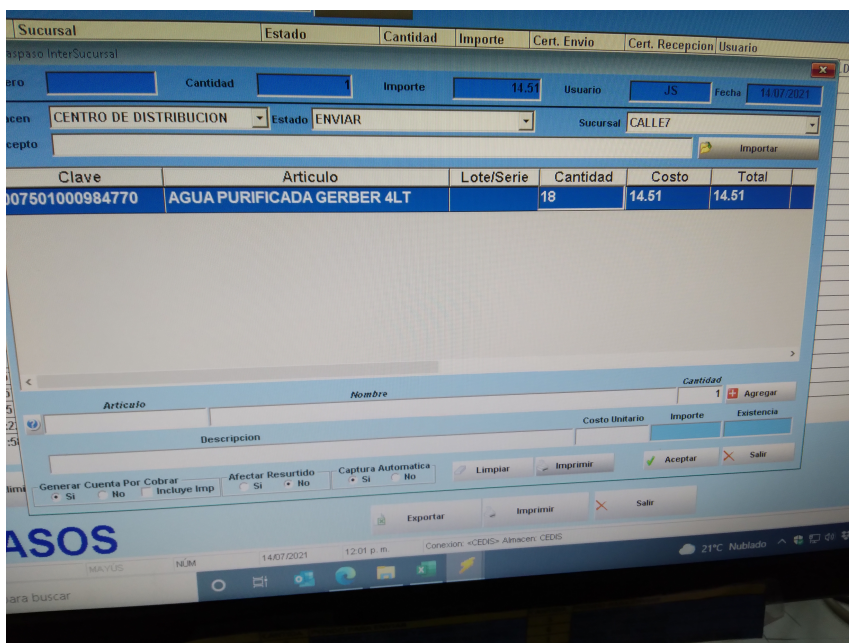 Sucursal Estado Cantidad Importe Cert. Envio Cert. Recepcion Usuario
aspaso InterSucursal
ero Cantidad 1 Importe 14.51 Usuario JS Fecha 14/07/2021
acen CENTRO DE DISTRIBUCION Estado ENVIAR Sucursal CALLE7
cepto Importar
Clave Articulo Lote/Serie Cantidad Costo Total
007501000984770 AGUA PURIFICADA GERBER 4LT 18 14.51 14.51
Articulo Nombre Cantidad
1 Agregar
Descripcion Costo Unitario Importe Existencia
Generar Cuenta Por Cobrar Afectar Resurtido Captura Automatica
Si No Incluye Imp Si No Si No Limpiar Imprimir Aceptar Salir
Exportar Imprimir Salir
ASOS
MAYÚS NÚM 14/07/2021 12:01 p. m. Conexion: <CEDIS> Almacen: CEDIS
ara buscar 21°C Nublado